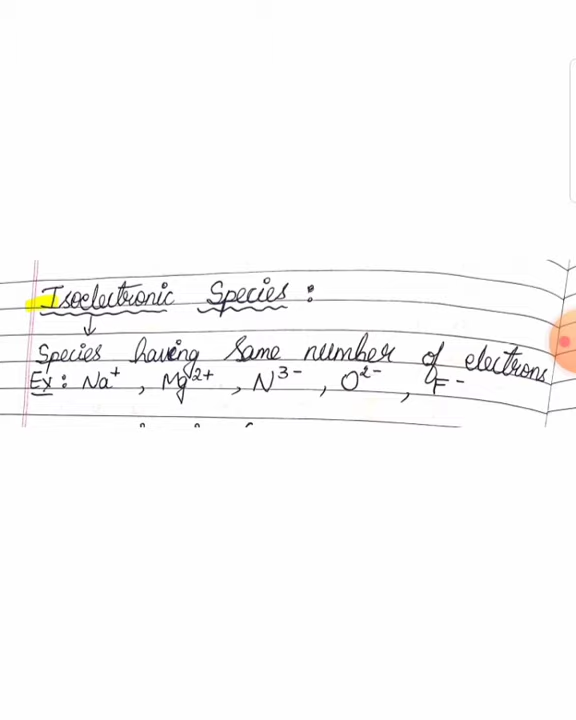 Isoelectronic Species :
Species having same number of electrons
Ex : Na⁺ , Mg²⁺ , N³⁻ , O²⁻ , F⁻